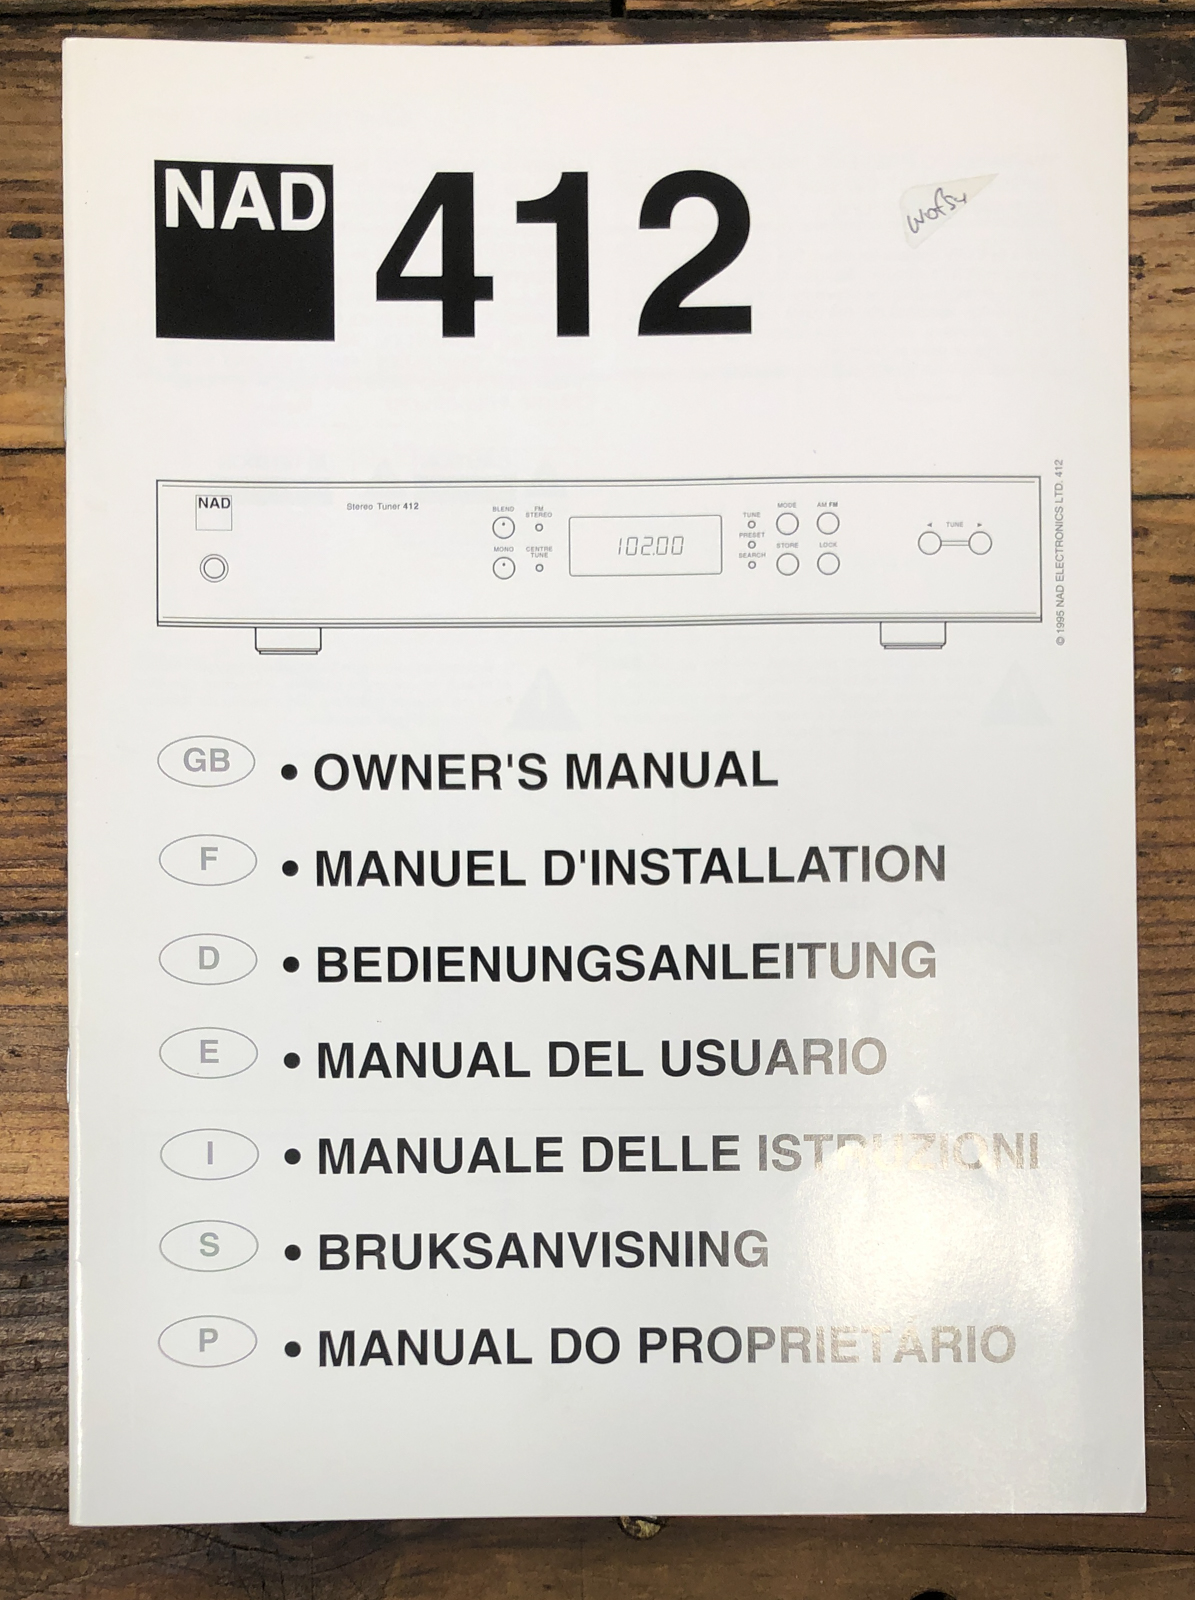 NAD 412
NAD
Stereo Tuner 412
BLEND
FM STEREO
MONO
CENTRE TUNE
102.00
TUNE
PRESET
SEARCH
MODE
AM FM
STORE
LOCK
◄ TUNE ►
© 1995 NAD ELECTRONICS LTD. 412
GB • OWNER'S MANUAL
F • MANUEL D'INSTALLATION
D • BEDIENUNGSANLEITUNG
E • MANUAL DEL USUARIO
I • MANUALE DELLE ISTRUZIONI
S • BRUKSANVISNING
P • MANUAL DO PROPRIETÁRIO